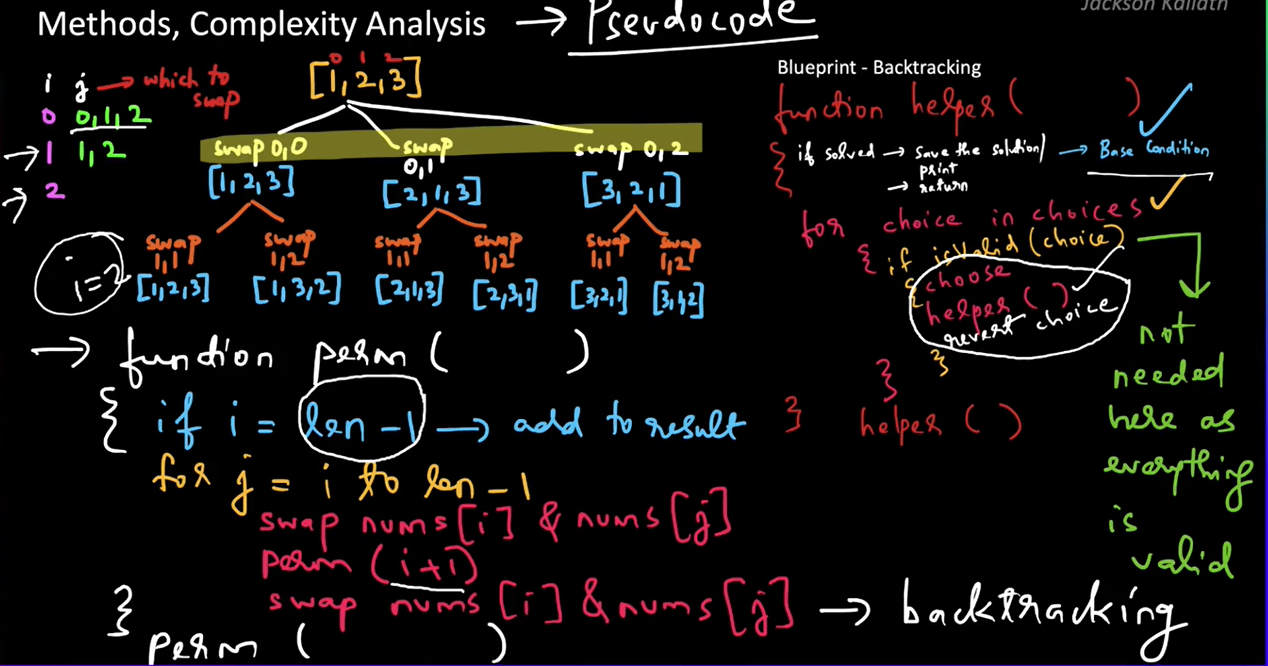 Jackson Kailath
Methods, Complexity Analysis → Pseudocode
i j → which to swap
0 0,1,2
→ 1 1,2
→ 2
0 1 2
[1,2,3]
swap 0,0 swap 0,1 swap 0,2
[1,2,3] [2,1,3] [3,2,1]
swap 1,1 swap 1,2 swap 1,1 swap 1,2 swap 1,1 swap 1,2
i=2 [1,2,3] [1,3,2] [2,1,3] [2,3,1] [3,2,1] [3,1,2]
→ function perm ( )
{ if i = len-1 → add to result
for j = i to len-1
swap nums[i] & nums[j]
perm (i+1)
swap nums[i] & nums[j] → backtracking
}
perm ( )
Blueprint - Backtracking
function helper ( )
{ if solved → save the solution/ print → Base Condition
→ return
for choice in choices
{ if isValid (choice)
{ choose
helper ( )
revert choice
}
}
} helper ( )
not
needed
here as
everything
is
valid